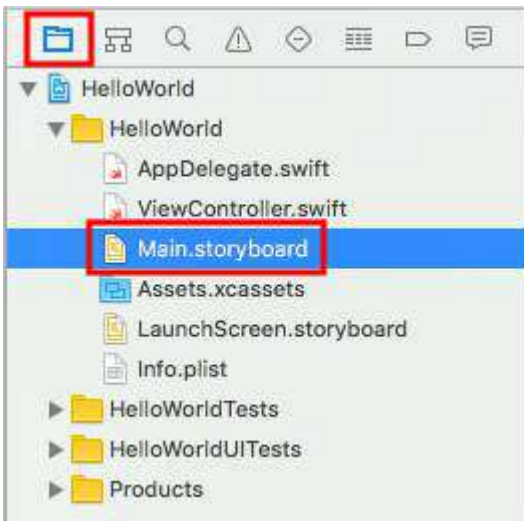 HelloWorld
HelloWorld
AppDelegate.swift
ViewController.swift
Main.storyboard
Assets.xcassets
LaunchScreen.storyboard
Info.plist
HelloWorldTests
HelloWorldUITests
Products